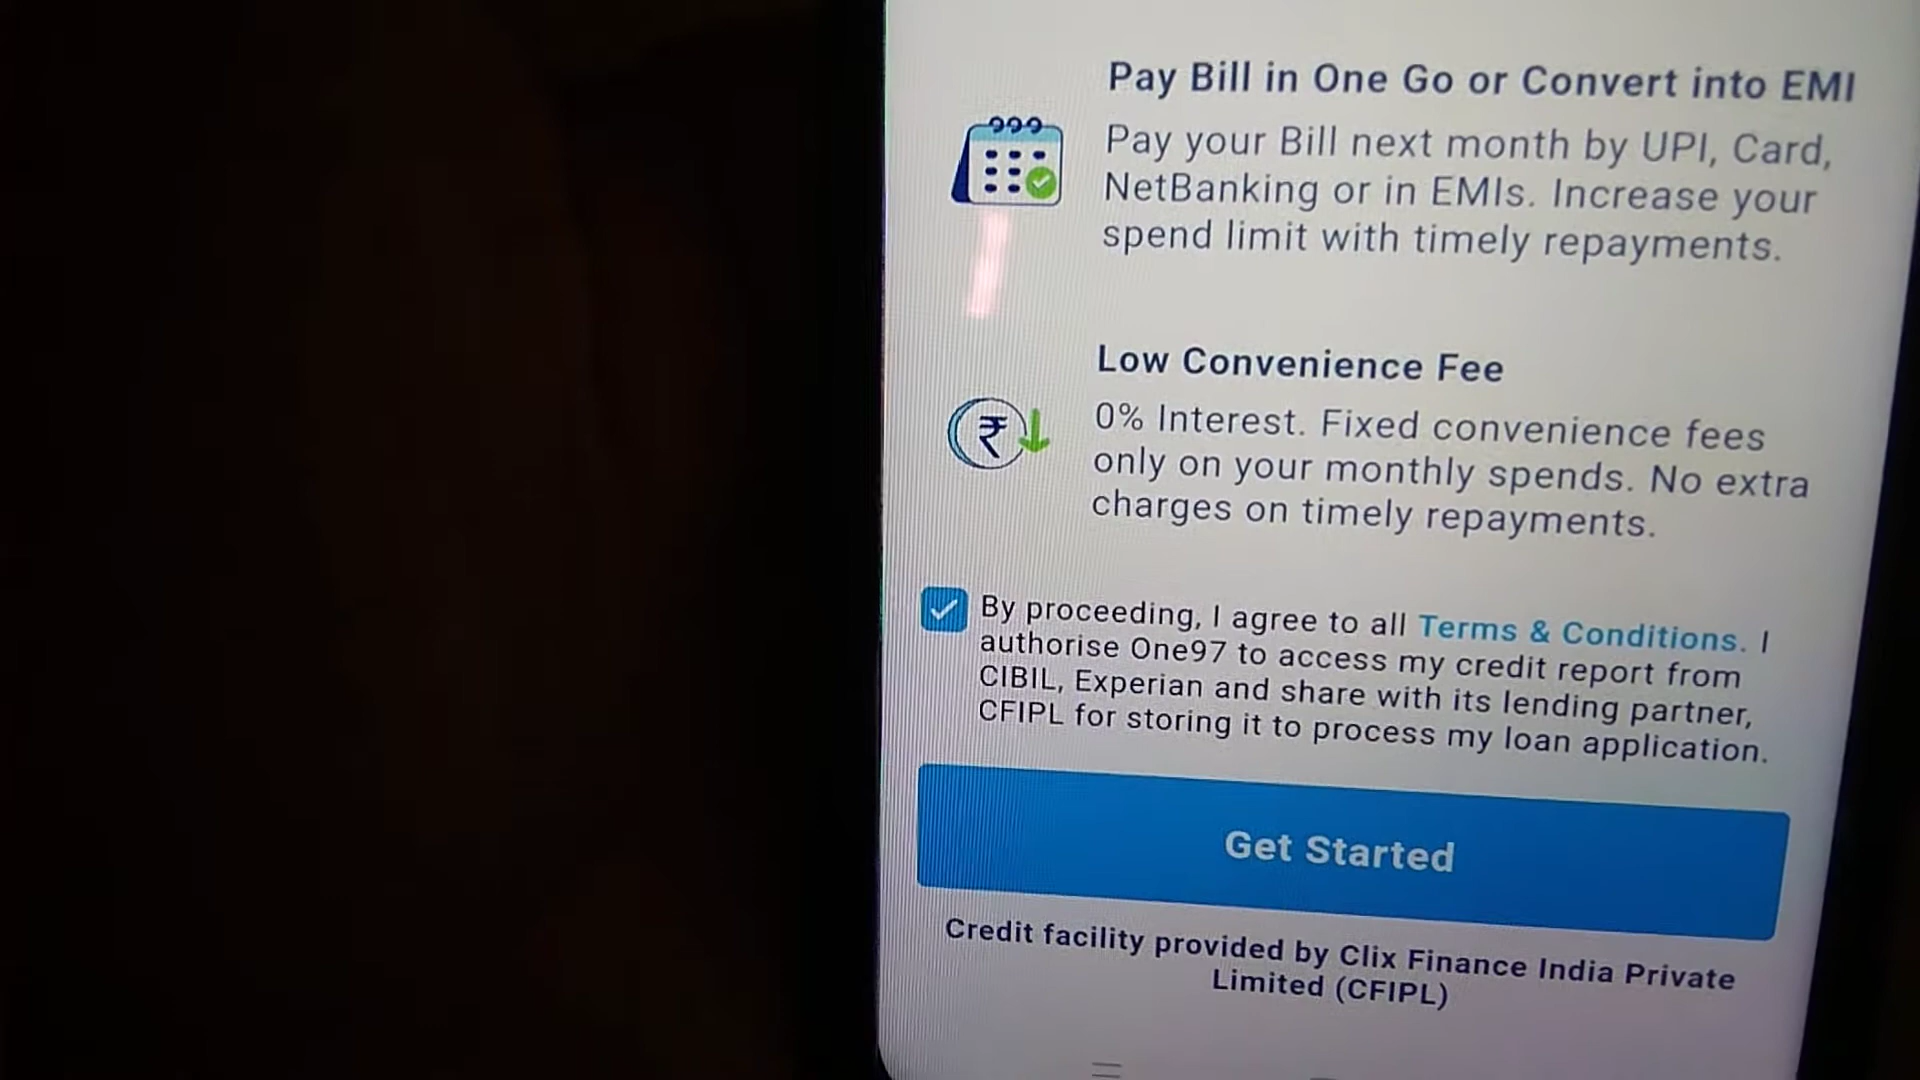 Pay Bill in One Go or Convert into EMI
Pay your Bill next month by UPI, Card,
NetBanking or in EMIs. Increase your
spend limit with timely repayments.
Low Convenience Fee
₹
0% Interest. Fixed convenience fees
only on your monthly spends. No extra
charges on timely repayments.
By proceeding, I agree to all Terms & Conditions. I
authorise One97 to access my credit report from
CIBIL, Experian and share with its lending partner,
CFIPL for storing it to process my loan application.
Get Started
Credit facility provided by Clix Finance India Private
Limited (CFIPL)